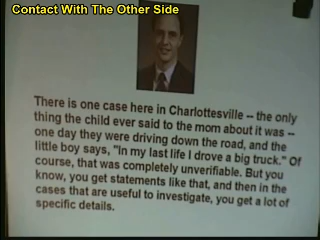 Contact With The Other Side
There is one case here in Charlottesville -- the only
thing the child ever said to the mom about it was --
one day they were driving down the road, and the
little boy says, "In my last life I drove a big truck." Of
course, that was completely unverifiable. But you
know, you get statements like that, and then in the
cases that are useful to investigate, you get a lot of
specific details.